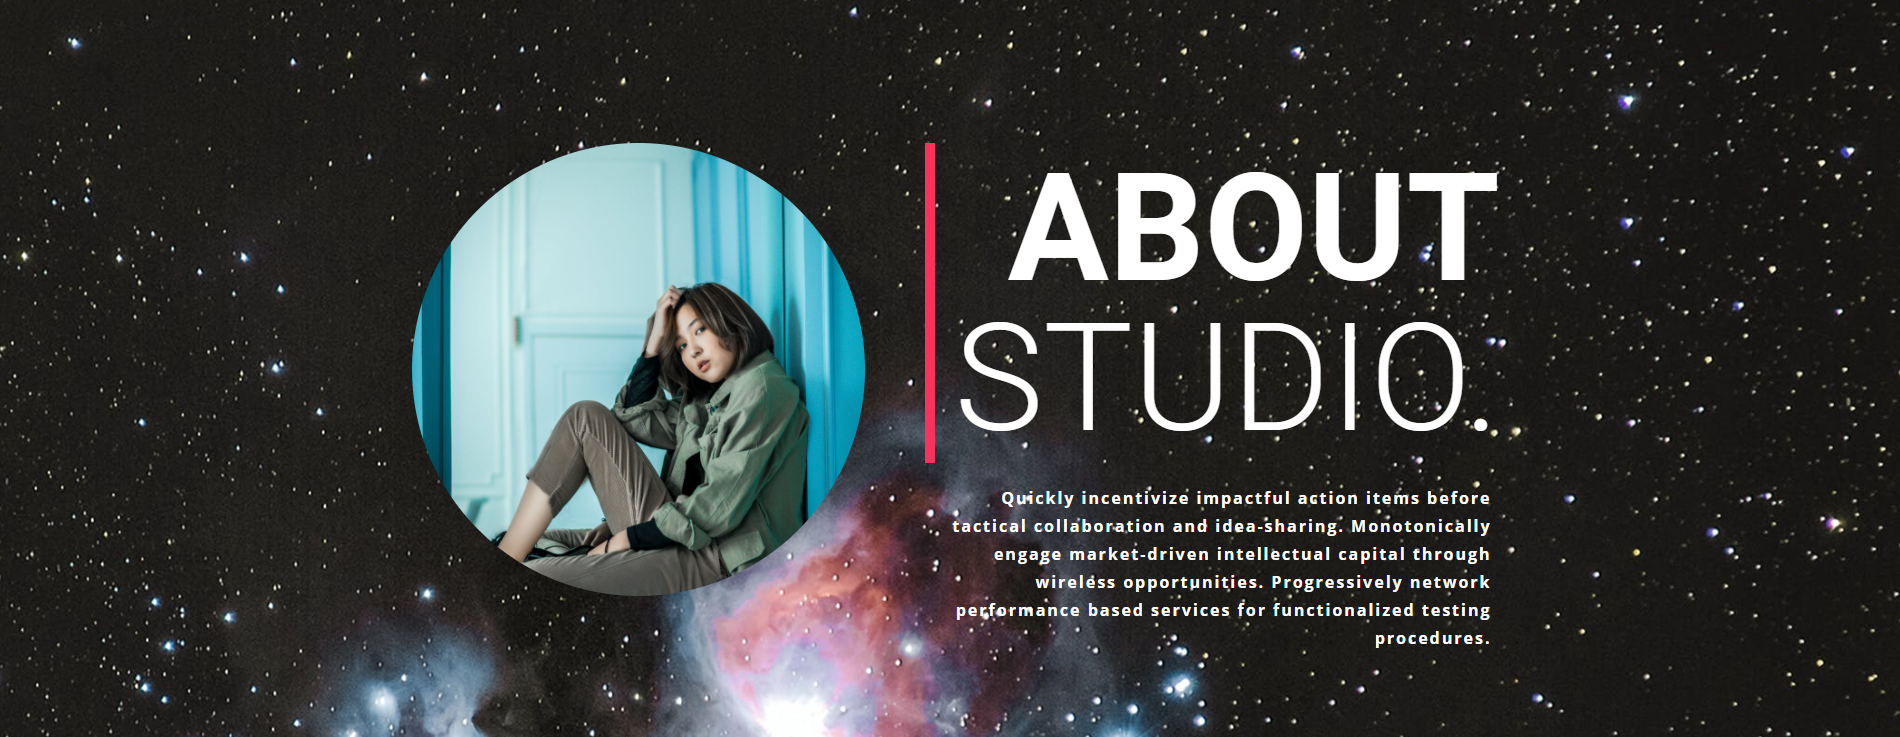 ABOUT
STUDIO.
Quickly incentivize impactful action items before
tactical collaboration and idea-sharing. Monotonically
engage market-driven intellectual capital through
wireless opportunities. Progressively network
performance based services for functionalized testing
procedures.